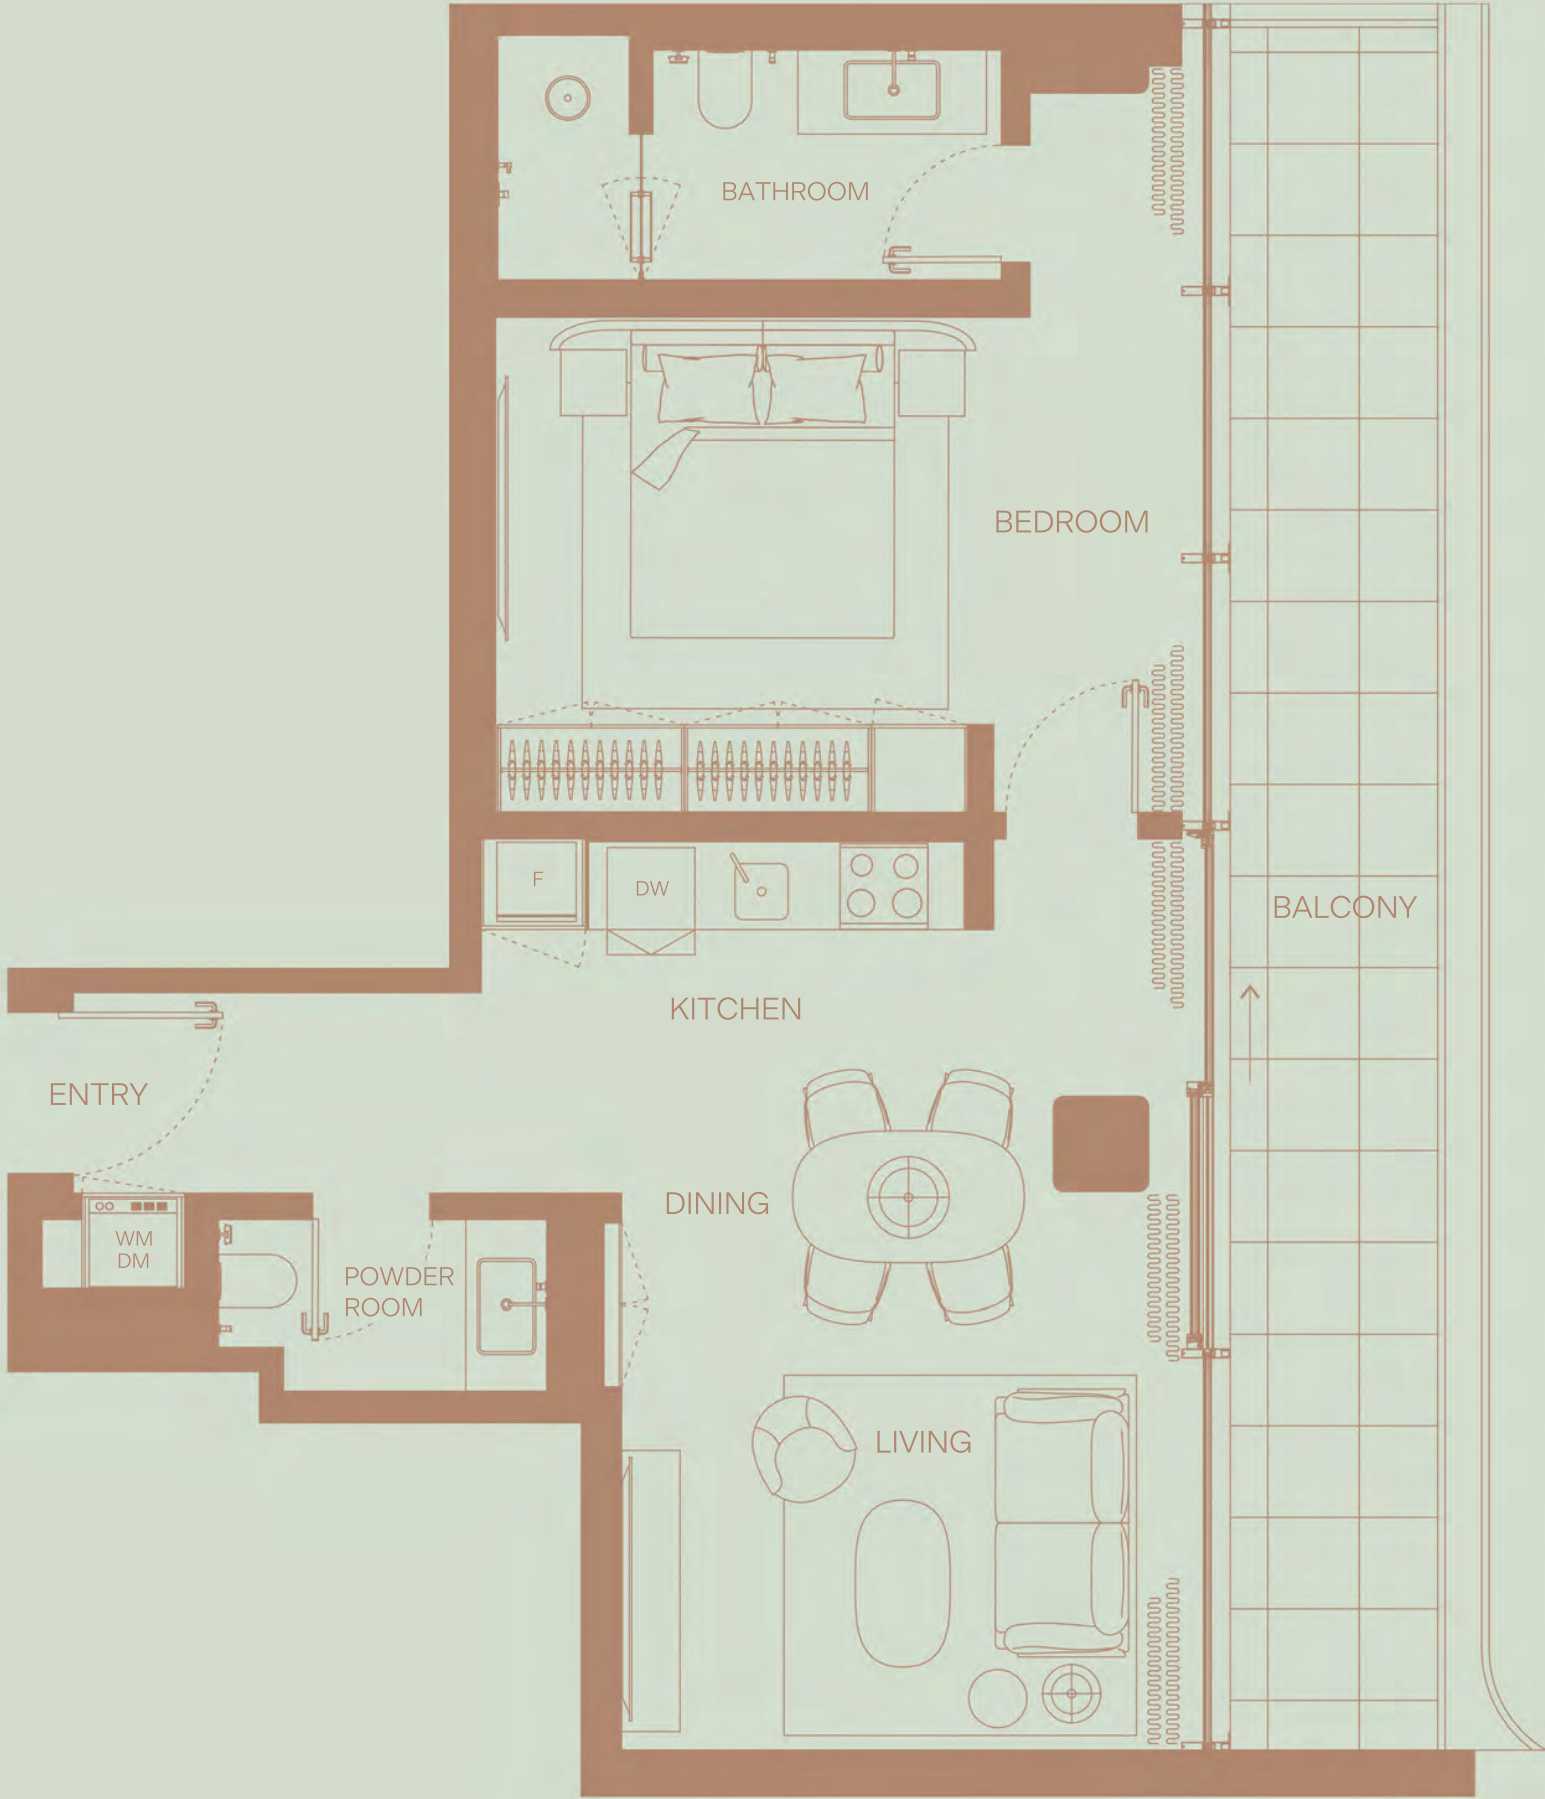 BATHROOM
BEDROOM
F
DW
BALCONY
KITCHEN
ENTRY
DINING
WM
DM
POWDER
ROOM
LIVING